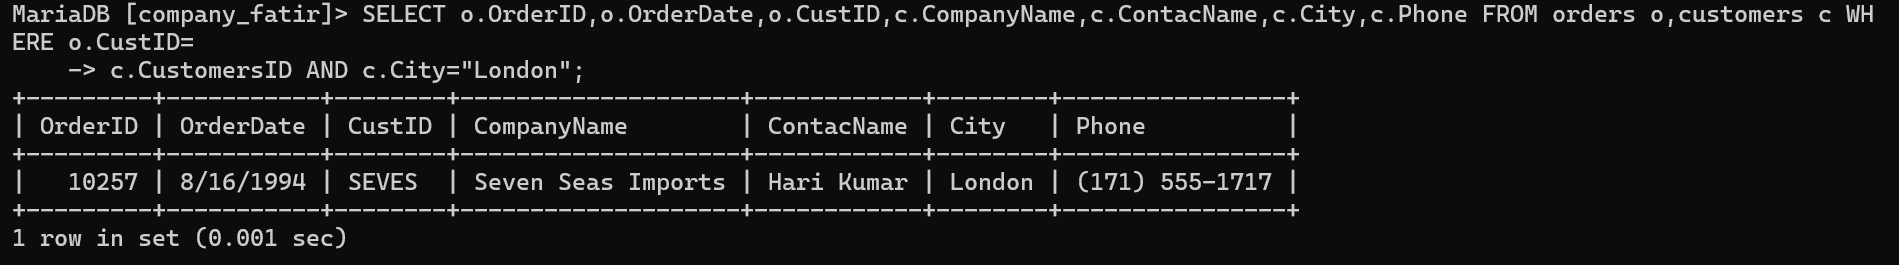 MariaDB [company_fatir]> SELECT o.OrderID,o.OrderDate,o.CustID,c.CompanyName,c.ContacName,c.City,c.Phone FROM orders o,customers c WH
ERE o.CustID=
    -> c.CustomersID AND c.City="London";
+---------+-----------+--------+---------------------+------------+--------+----------------+
| OrderID | OrderDate | CustID | CompanyName         | ContacName | City   | Phone          |
+---------+-----------+--------+---------------------+------------+--------+----------------+
|   10257 | 8/16/1994 | SEVES  | Seven Seas Imports | Hari Kumar | London | (171) 555-1717 |
+---------+-----------+--------+---------------------+------------+--------+----------------+
1 row in set (0.001 sec)